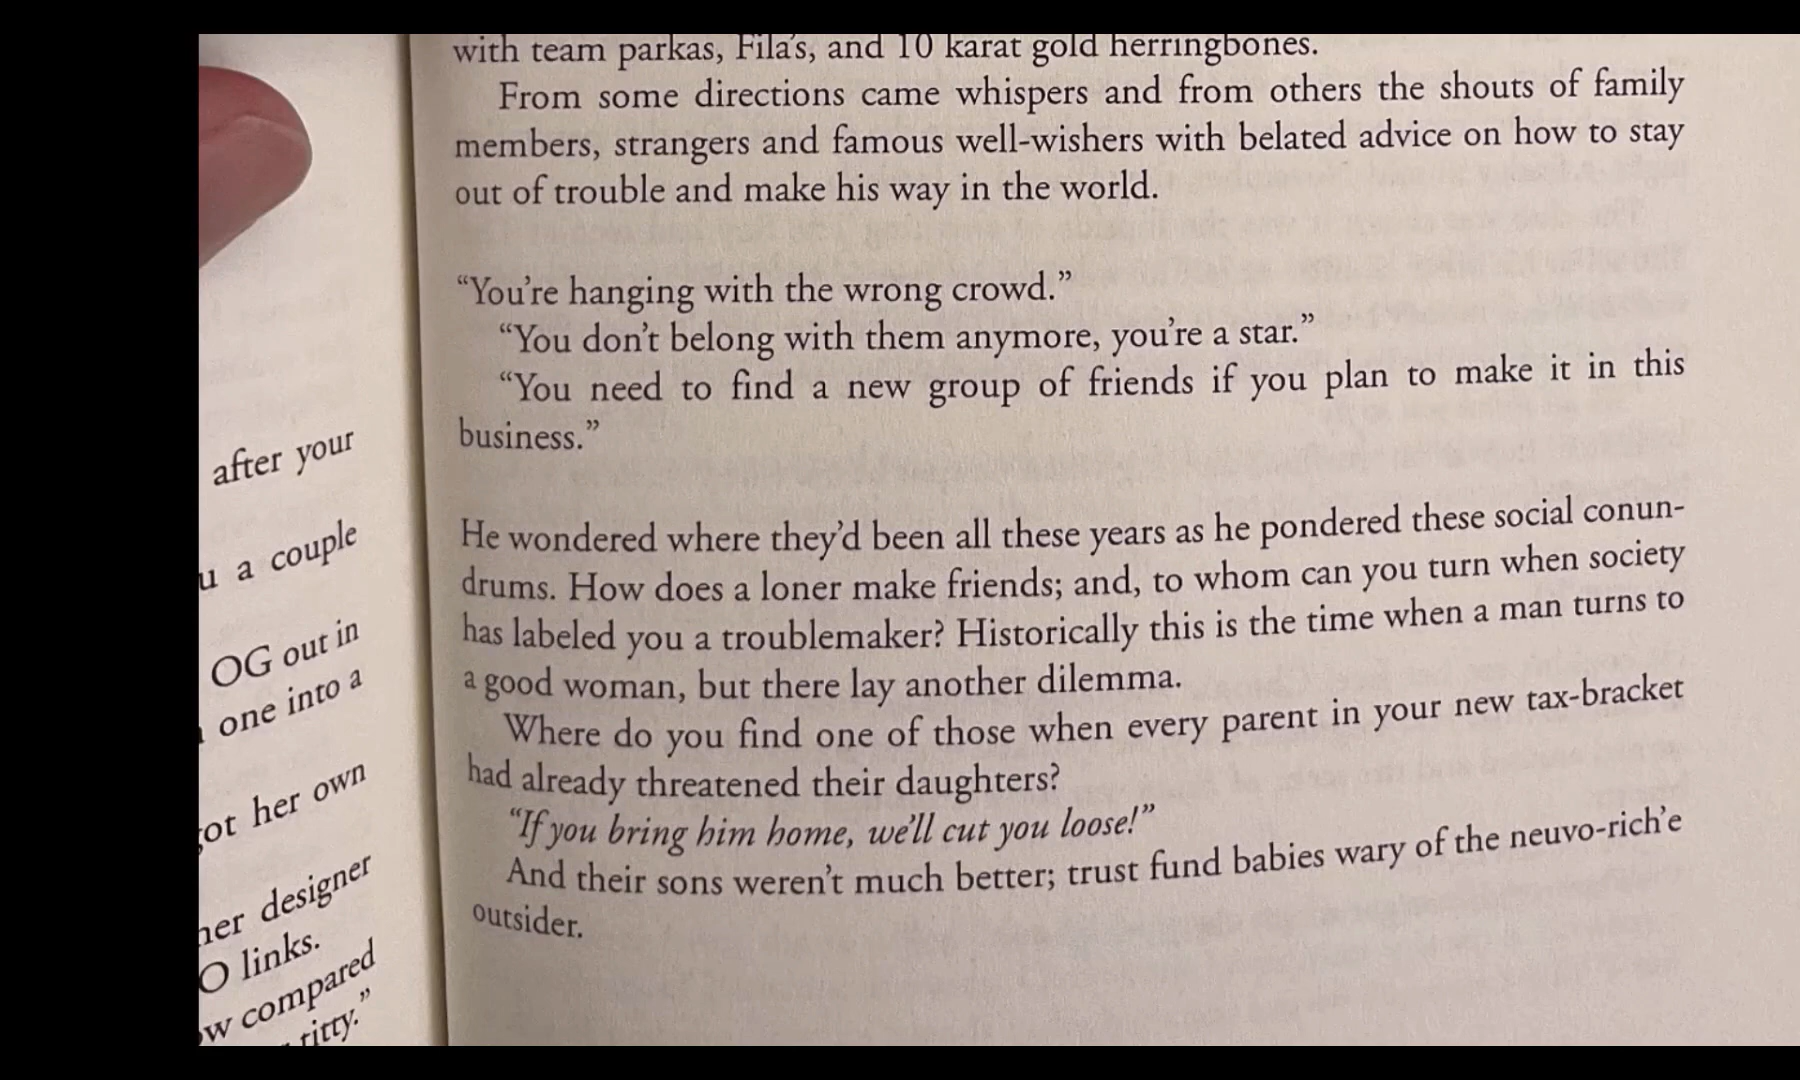 after your
u a couple
OG out in
one into a
her own
designer
O links.
compared
titty.”
with team parkas, Fila's, and 10 karat gold herringbones.
From some directions came whispers and from others the shouts of family
members, strangers and famous well-wishers with belated advice on how to stay
out of trouble and make his way in the world.
“You're hanging with the wrong crowd.”
“You don't belong with them anymore, you're a star.”
“You need to find a new group of friends if you plan to make it in this
business.”
He wondered where they'd been all these years as he pondered these social conun-
drums. How does a loner make friends; and, to whom can you turn when society
has labeled you a troublemaker? Historically this is the time when a man turns to
a good woman, but there lay another dilemma.
Where do you find one of those when every parent in your new tax-bracket
had already threatened their daughters?
“If you bring him home, we'll cut you loose!”
And their sons weren't much better; trust fund babies wary of the neuvo-rich'e
outsider.